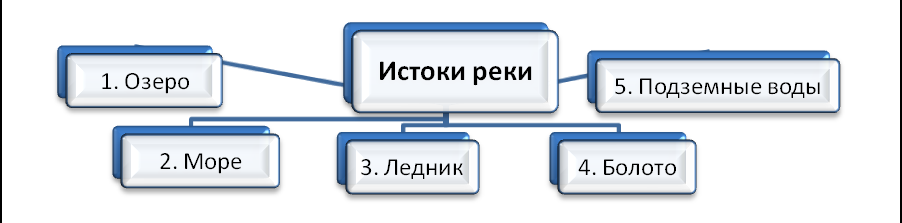 Истоки реки
1. Озеро
2. Море
3. Ледник
4. Болото
5. Подземные воды